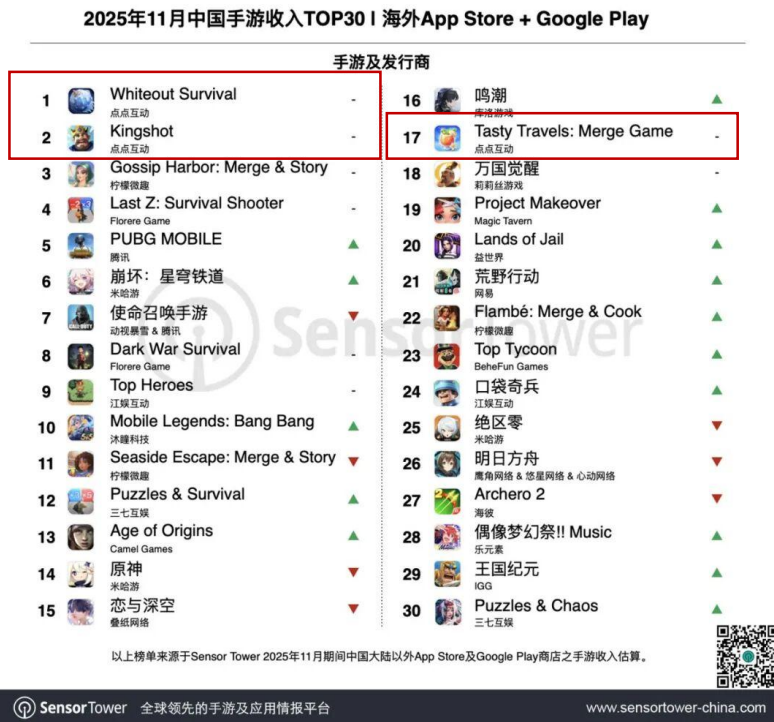 2025年11月中国手游收入TOP30 | 海外App Store + Google Play
手游及发行商
1 Whiteout Survival -
点点互动
2 Kingshot -
点点互动
3 Gossip Harbor: Merge & Story -
柠檬微趣
4 Last Z: Survival Shooter -
Florere Game
5 PUBG MOBILE ▲
腾讯
6 崩坏：星穹铁道 ▲
米哈游
7 使命召唤手游 ▼
动视暴雪 & 腾讯
8 Dark War Survival -
Florere Game
9 Top Heroes -
江娱互动
10 Mobile Legends: Bang Bang ▲
沐瞳科技
11 Seaside Escape: Merge & Story ▼
柠檬微趣
12 Puzzles & Survival ▲
三七互娱
13 Age of Origins ▲
Camel Games
14 原神 ▼
米哈游
15 恋与深空 ▼
叠纸网络
16 鸣潮 ▲
库洛游戏
17 Tasty Travels: Merge Game -
点点互动
18 万国觉醒 -
莉莉丝游戏
19 Project Makeover ▲
Magic Tavern
20 Lands of Jail ▲
益世界
21 荒野行动 ▲
网易
22 Flambé: Merge & Cook ▲
柠檬微趣
23 Top Tycoon ▲
BeheFun Games
24 口袋奇兵 ▲
江娱互动
25 绝区零 ▼
米哈游
26 明日方舟 ▼
鹰角网络 & 悠星网络 & 心动网络
27 Archero 2 ▼
海彼
28 偶像梦幻祭!! Music ▲
乐元素
29 王国纪元 ▲
IGG
30 Puzzles & Chaos ▲
三七互娱
SensorTower
以上榜单来源于Sensor Tower 2025年11月期间中国大陆以外App Store及Google Play商店之手游收入估算。
SensorTower 全球领先的手游及应用情报平台
www.sensortower-china.com